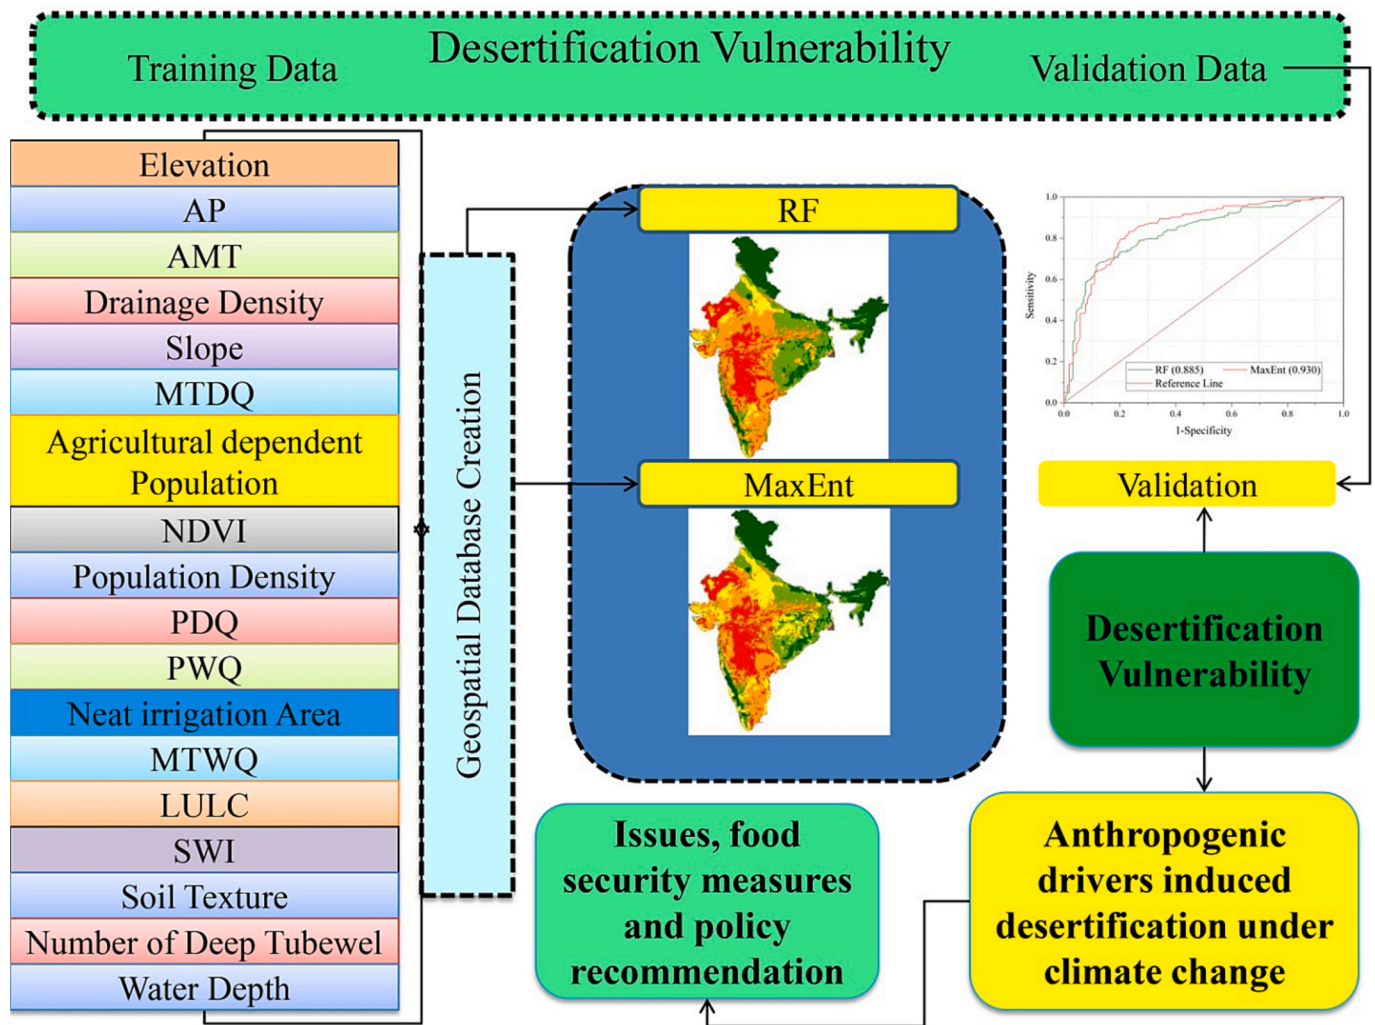 Desertification Vulnerability
Training Data
Validation Data
Elevation
AP
AMT
Drainage Density
Slope
MTDQ
Agricultural dependent
Population
NDVI
Population Density
PDQ
PWQ
Neat irrigation Area
MTWQ
LULC
SWI
Soil Texture
Number of Deep Tubewel
Water Depth
Geospatial Database Creation
RF
MaxEnt
1.0
0.8
0.6
0.4
0.2
0.0
Sensitivity
RF (0.885)
MaxEnt (0.930)
Reference Line
0.0
0.2
0.4
0.6
0.8
1.0
1-Specificity
Validation
Desertification
Vulnerability
Anthropogenic
drivers induced
desertification under
climate change
Issues, food
security measures
and policy
recommendation